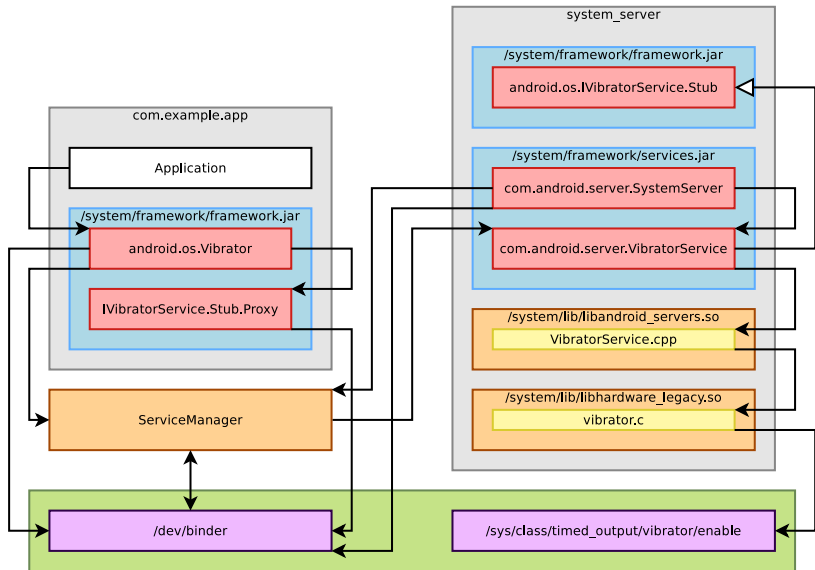 system_server
/system/framework/framework.jar
android.os.IVibratorService.Stub
com.example.app
Application
/system/framework/services.jar
com.android.server.SystemServer
/system/framework/framework.jar
android.os.Vibrator
com.android.server.VibratorService
IVibratorService.Stub.Proxy
/system/lib/libandroid_servers.so
VibratorService.cpp
/system/lib/libhardware_legacy.so
ServiceManager
vibrator.c
/dev/binder
/sys/class/timed_output/vibrator/enable